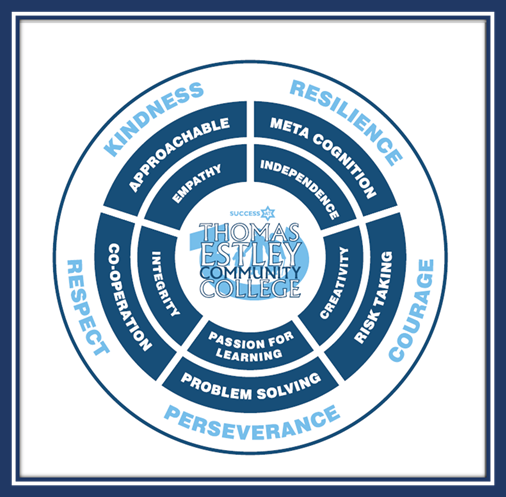 KINDNESS
RESILIENCE
COURAGE
PERSEVERANCE
RESPECT
APPROACHABLE
META COGNITION
RISK TAKING
PROBLEM SOLVING
CO-OPERATION
EMPATHY
INDEPENDENCE
CREATIVITY
PASSION FOR
LEARNING
INTEGRITY
SUCCESS
THOMAS
ESTLEY
COMMUNITY
COLLEGE